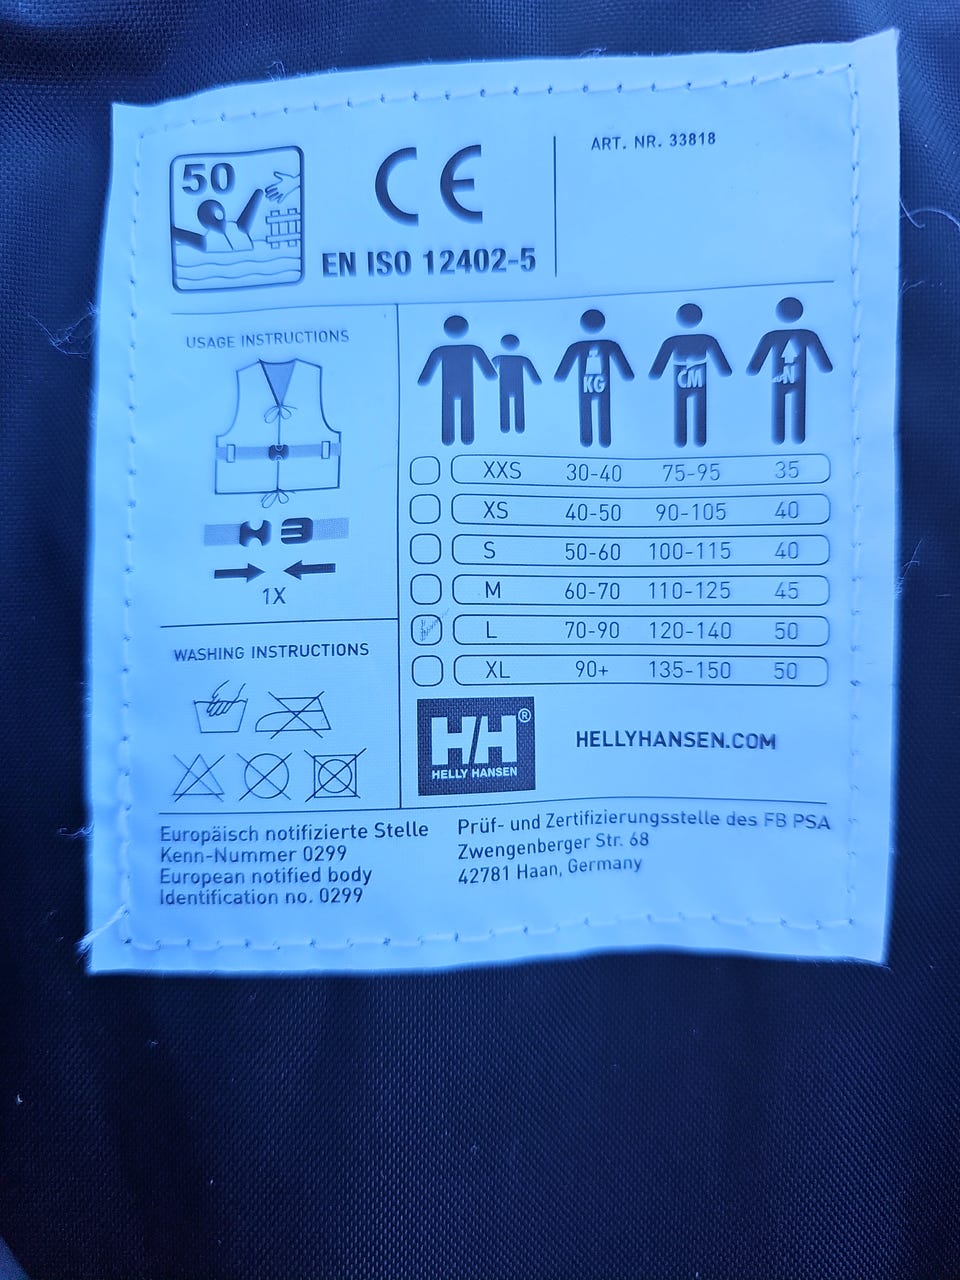 50
CE
EN ISO 12402-5
ART. NR. 33818
USAGE INSTRUCTIONS
1X
WASHING INSTRUCTIONS
KG CM N
XXS 30-40 75-95 35
XS 40-50 90-105 40
S 50-60 100-115 40
M 60-70 110-125 45
L 70-90 120-140 50
XL 90+ 135-150 50
HH®
HELLY HANSEN
HELLYHANSEN.COM
Europäisch notifizierte Stelle
Kenn-Nummer 0299
European notified body
Identification no. 0299
Prüf- und Zertifizierungsstelle des FB PSA
Zwengenberger Str. 68
42781 Haan, Germany